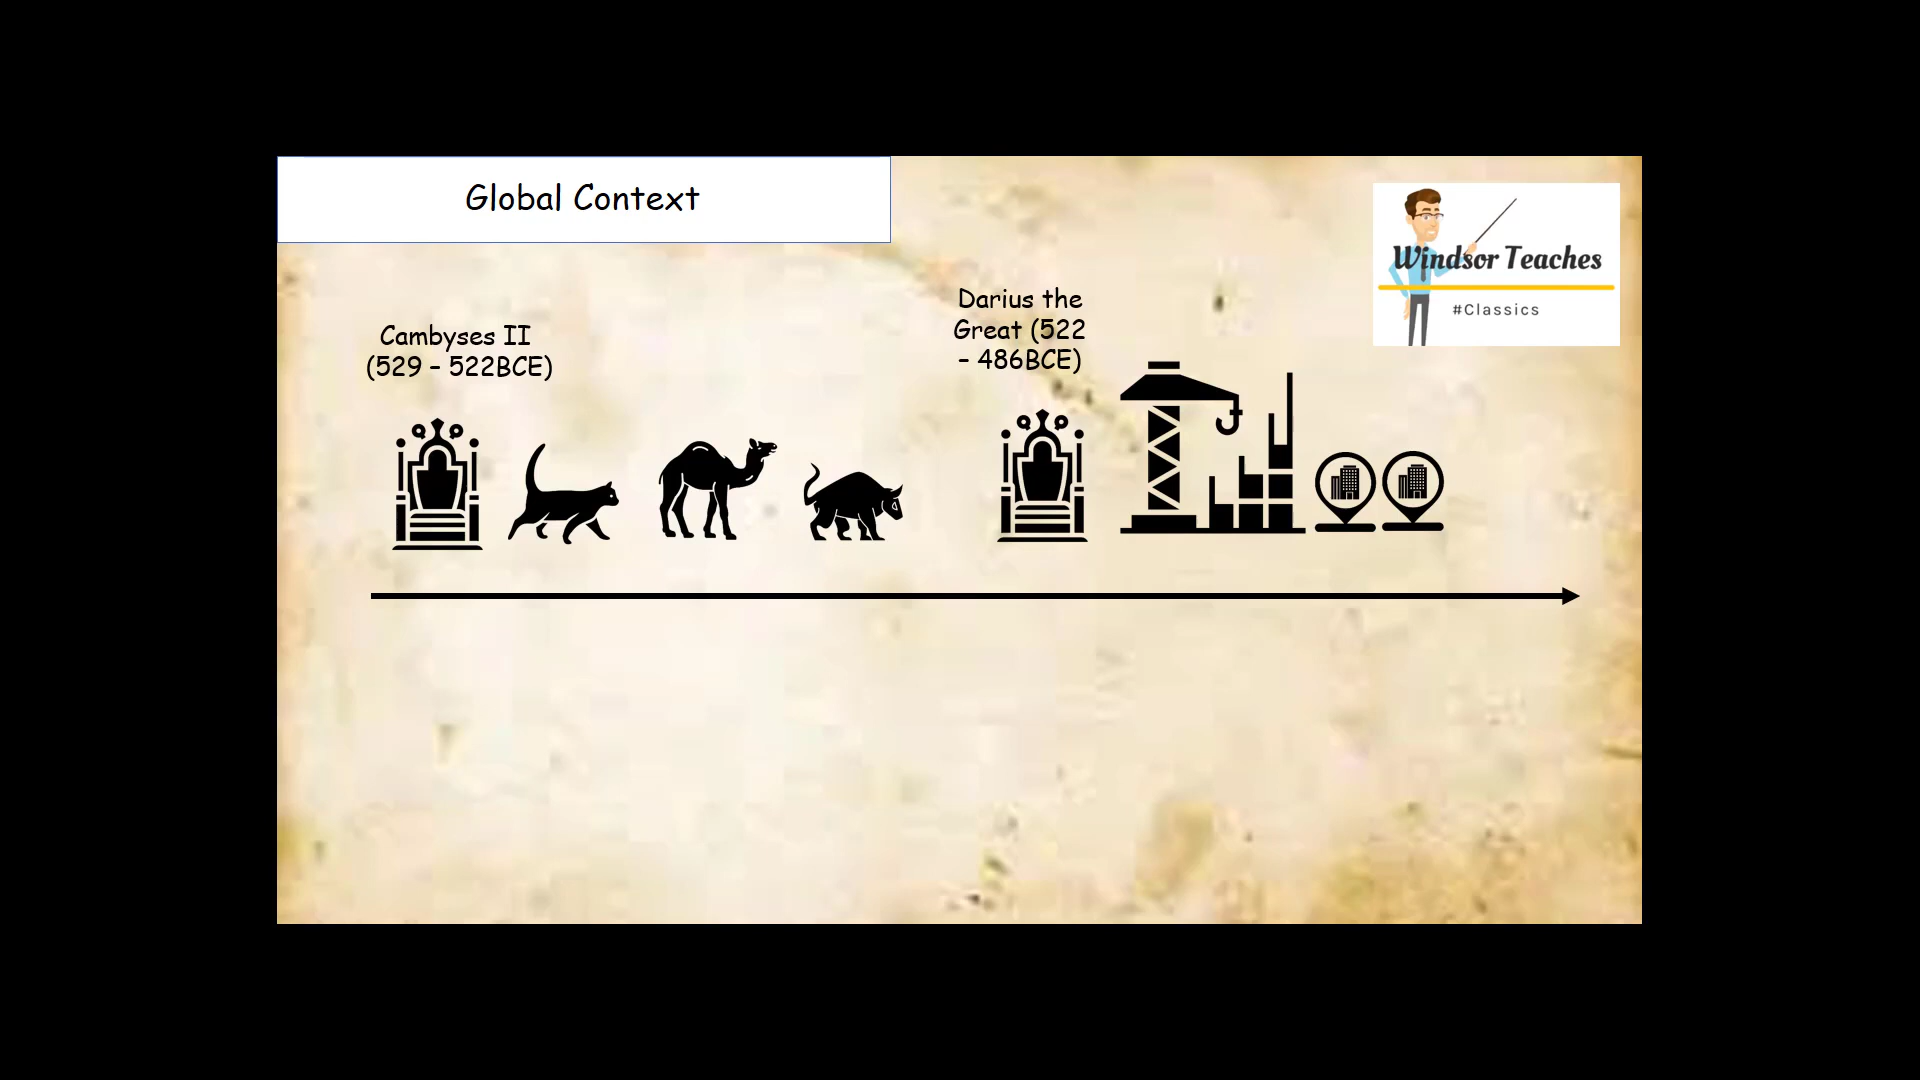 Global Context
Windsor Teaches
#Classics
Cambyses II
(529 – 522BCE)
Darius the
Great (522
– 486BCE)